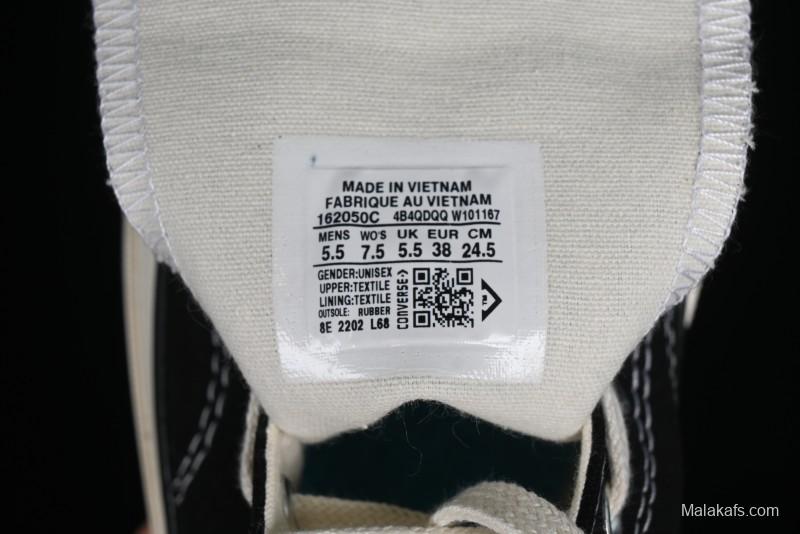 MADE IN VIETNAM
FABRIQUE AU VIETNAM
162050C 4B4QDQQ W101167
MENS WO'S UK EUR CM
5.5 7.5 5.5 38 24.5
GENDER:UNISEX
UPPER:TEXTILE
LINING:TEXTILE
OUTSOLE: RUBBER
8E 2202 L68
CONVERSE
TM
Malakafs.com